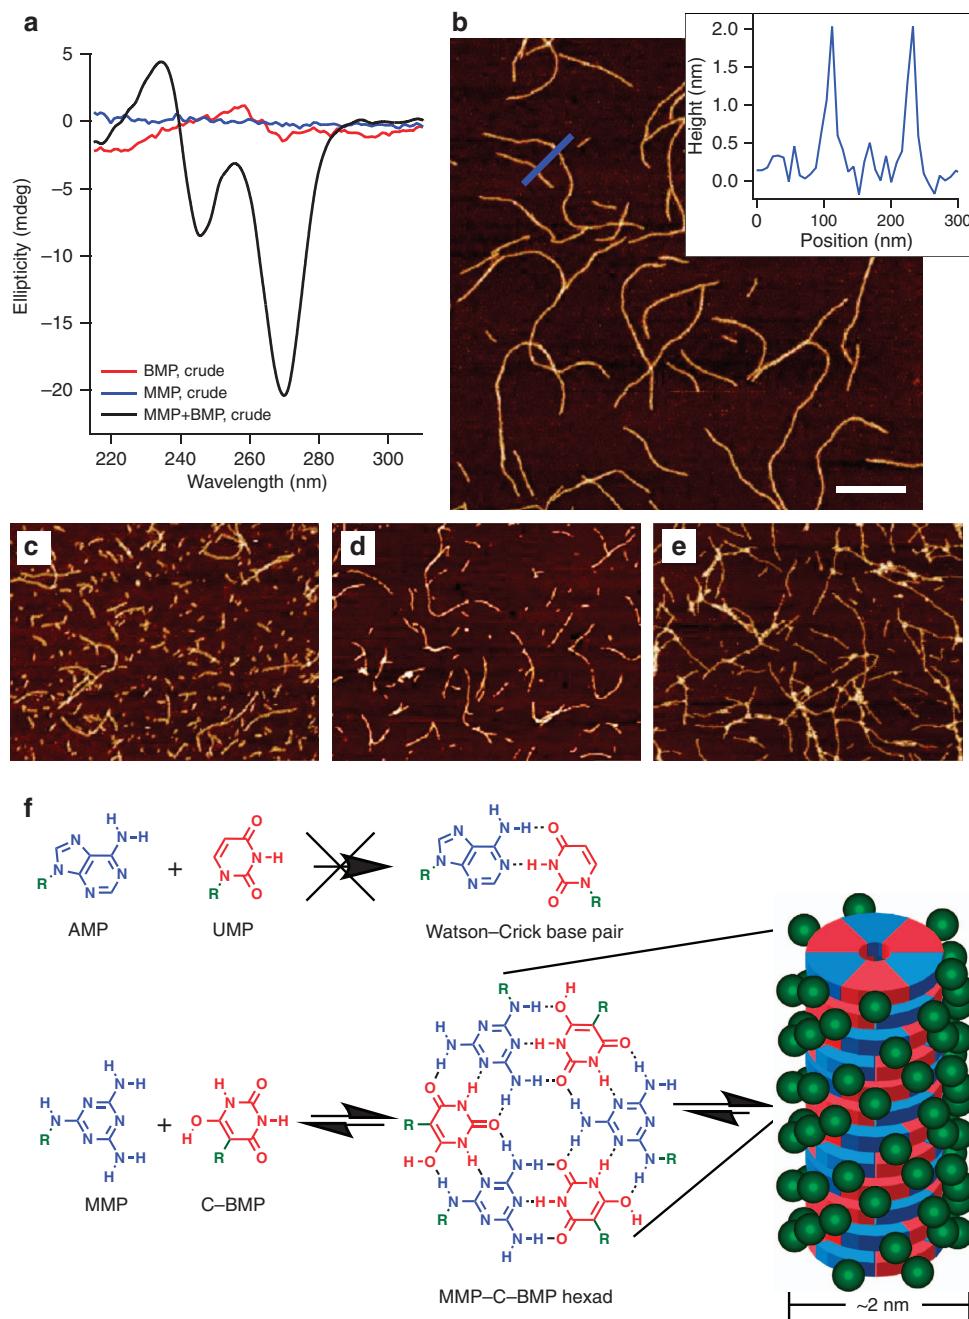 a
5
0
−5
−10
−15
−20
Ellipticity (mdeg)
BMP, crude
MMP, crude
MMP+BMP, crude
220 240 260 280 300
Wavelength (nm)
b
2.0
1.5
1.0
0.5
0.0
Height (nm)
0 100 200 300
Position (nm)
c
d
e
f
H
N–H
N
N
N
N
R
AMP
+
O
N–H
N
O
R
UMP
H
N–H
O
N
N
N
N
H–N
N
R
O
R
Watson–Crick base pair
H
N–H
H
N
N
N
N
R
N–H
H
MMP
+
H
N
O
O
N–H
H
R
O
C–BMP
R
H
N–H
O
R
H
N
N
N
N
H
H–N
O
N
H
O
N–H
O
H
H
H
N–H
R
O
H
N
N
O
N
H
H–O
N
H
H
N
N
N
N
H
N–R
H
N–H
O
N
N
H
N
R
N
N
N
H–N
O
H
N–H
O
R
H
MMP–C–BMP hexad
~2 nm